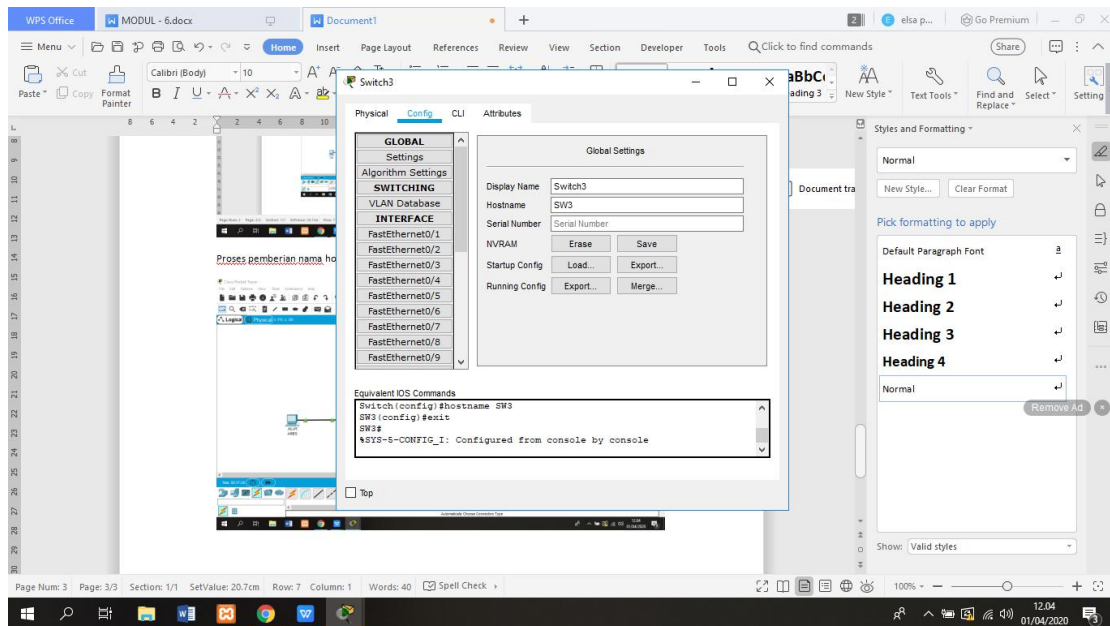 WPS Office
MODUL - 6.docx
Document1
2
elsa p...
Go Premium
Menu
Home
Insert
Page Layout
References
Review
View
Section
Developer
Tools
Click to find commands
Share
Paste
Cut
Copy
Format Painter
Calibri (Body)
10
New Style
Text Tools
Find and Replace
Select
Setting
Switch3
Physical
Config
CLI
Attributes
GLOBAL
Settings
Algorithm Settings
SWITCHING
VLAN Database
INTERFACE
FastEthernet0/1
FastEthernet0/2
FastEthernet0/3
FastEthernet0/4
FastEthernet0/5
FastEthernet0/6
FastEthernet0/7
FastEthernet0/8
FastEthernet0/9
Global Settings
Display Name Switch3
Hostname SW3
Serial Number Serial Number
NVRAM Erase Save
Startup Config Load... Export...
Running Config Export... Merge...
Equivalent IOS Commands
Switch(config)#hostname SW3
SW3(config)#exit
SW3#
%SYS-5-CONFIG_I: Configured from console by console
Top
Proses pemberian nama ho
Logical
Physical
Document tra
Styles and Formatting
Normal
New Style...
Clear Format
Pick formatting to apply
Default Paragraph Font
Heading 1
Heading 2
Heading 3
Heading 4
Normal
Remove Ad
Show: Valid styles
Page Num: 3 Page: 3/3 Section: 1/1 SetValue: 20.7cm Row: 7 Column: 1 Words: 40 Spell Check
100%
12.04
01/04/2020